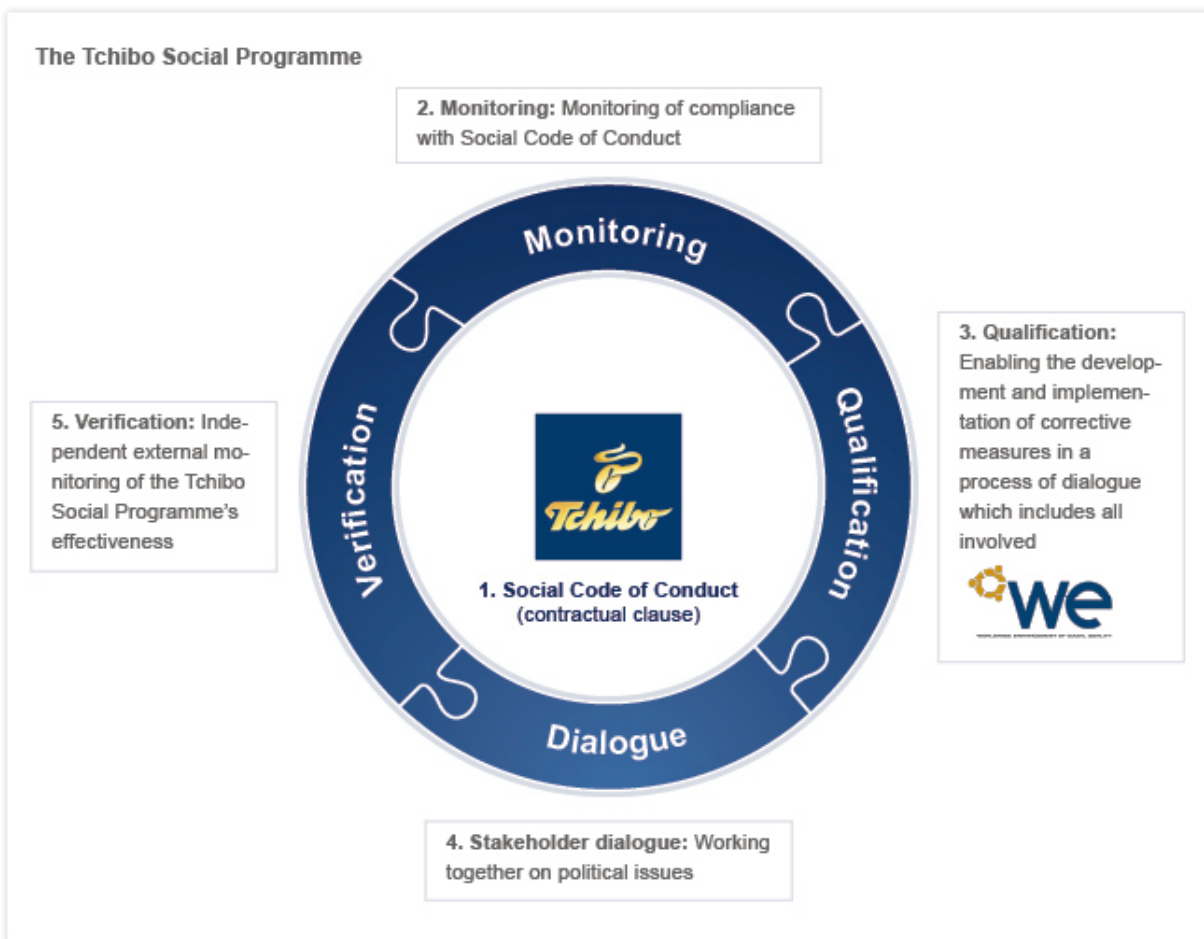 The Tchibo Social Programme
2. Monitoring: Monitoring of compliance
with Social Code of Conduct
Monitoring
3. Qualification:
Enabling the develop-
ment and implemen-
tation of corrective
measures in a
process of dialogue
which includes all
involved
we
Qualification
5. Verification: Inde-
pendent external mo-
nitoring of the Tchibo
Social Programme's
effectiveness
Verification
Tchibo
1. Social Code of Conduct
(contractual clause)
Dialogue
4. Stakeholder dialogue: Working
together on political issues